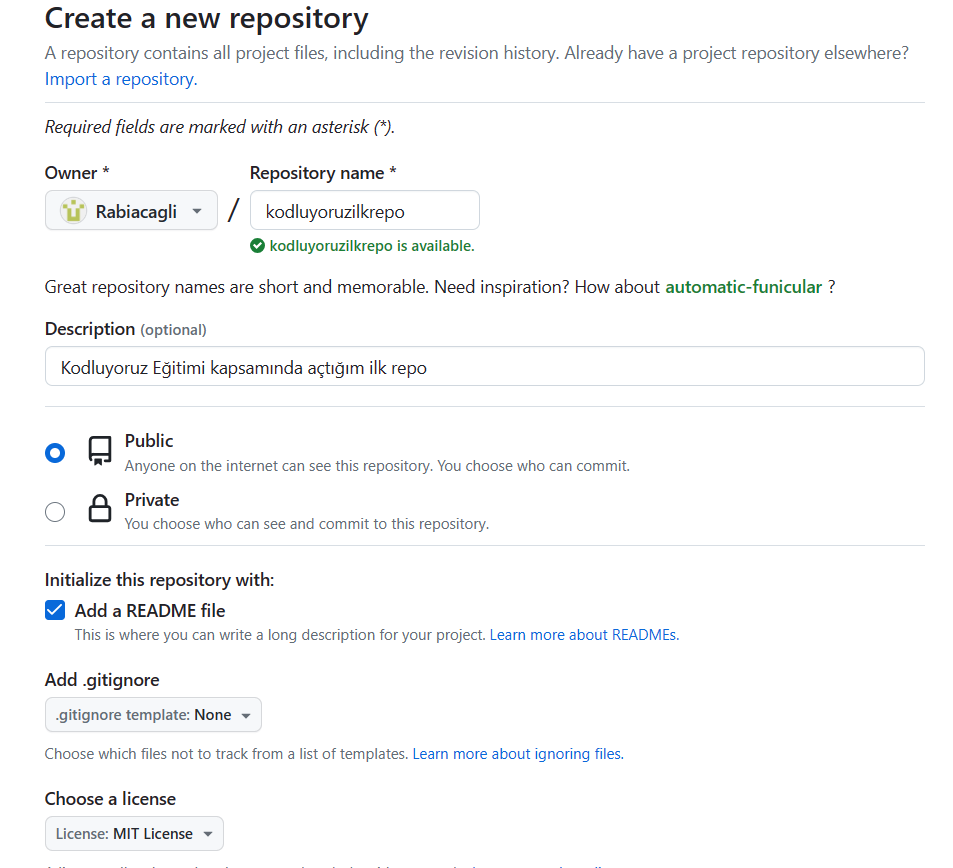 Create a new repository
A repository contains all project files, including the revision history. Already have a project repository elsewhere?
Import a repository.
Required fields are marked with an asterisk (*).
Owner *
Repository name *
Rabiacagli
/
kodluyoruzilkrepo
kodluyoruzilkrepo is available.
Great repository names are short and memorable. Need inspiration? How about automatic-funicular ?
Description (optional)
Kodluyoruz Eğitimi kapsamında açtığım ilk repo
Public
Anyone on the internet can see this repository. You choose who can commit.
Private
You choose who can see and commit to this repository.
Initialize this repository with:
Add a README file
This is where you can write a long description for your project. Learn more about READMEs.
Add .gitignore
.gitignore template: None
Choose which files not to track from a list of templates. Learn more about ignoring files.
Choose a license
License: MIT License